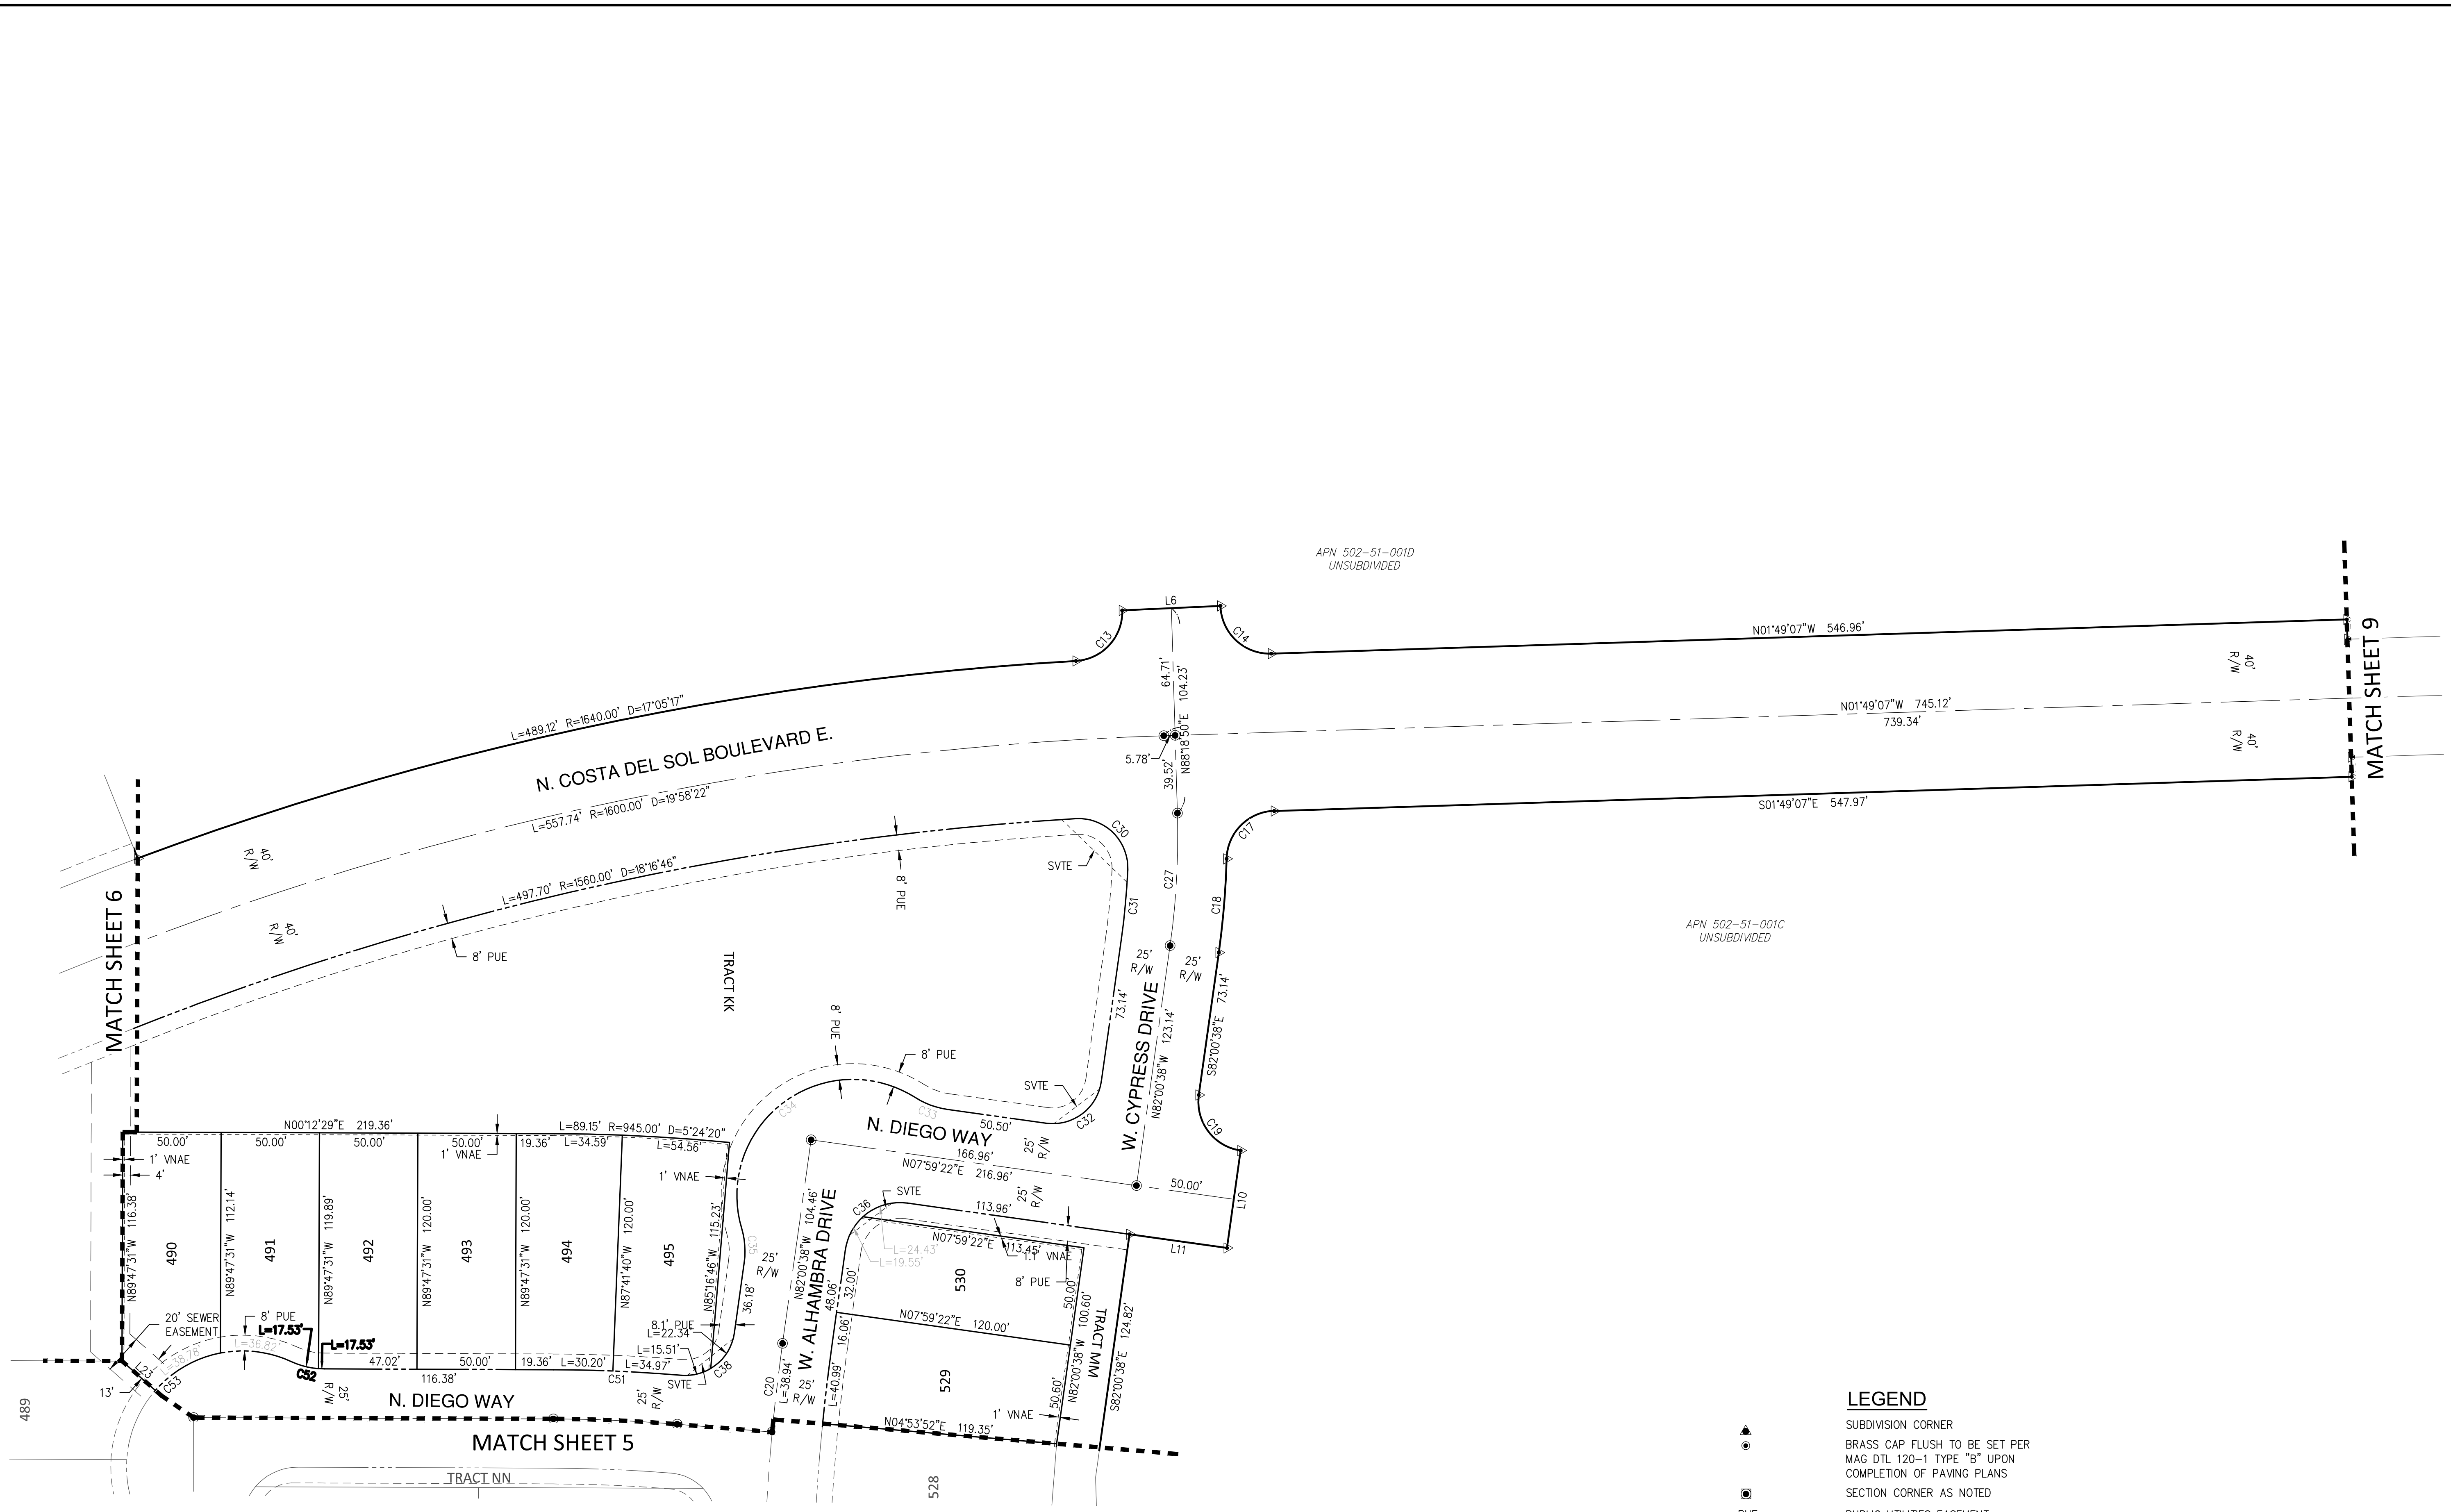 APN 502-51-001D
UNSUBDIVIDED
L6
C13
C14
N01°49'07"W 546.96'
MATCH SHEET 9
40'
R/W
64.71'
104.23'
N88°18'50"E
N01°49'07"W 745.12'
739.34'
40'
R/W
5.78'
39.52'
L=489.12' R=1640.00' D=17°05'17"
N. COSTA DEL SOL BOULEVARD E.
L=557.74' R=1600.00' D=19°58'22"
S01°49'07"E 547.97'
C17
C30
40'
R/W
SVTE
8' PUE
C27
L=497.70' R=1560.00' D=18°16'46"
C31
C18
MATCH SHEET 6
40'
R/W
APN 502-51-001C
UNSUBDIVIDED
8' PUE
TRACT KK
25'
R/W
25'
R/W
73.14'
73.14'
S82°00'38"E
W. CYPRESS DRIVE
N82°00'38"W 123.14'
8' PUE
8' PUE
SVTE
C34
C33
C32
C19
50.50'
N. DIEGO WAY
166.96'
25'
R/W
N07°59'22"E 216.96'
50.00'
L10
25'
R/W
N00°12'29"E 219.36'
L=89.15' R=945.00' D=5°24'20"
50.00'
50.00'
50.00'
50.00'
19.36'
L=34.59'
L=54.56'
1' VNAE
1' VNAE
4'
1' VNAE
SVTE
C36
113.96'
L11
N07°59'22"E
113.45'
1.1' VNAE
8' PUE
L=24.43'
L=19.55'
N89°47'31"W 116.38'
490
N89°47'31"W 112.14'
491
N89°47'31"W 119.89'
492
N89°47'31"W 120.00'
493
N89°47'31"W 120.00'
494
N87°41'40"W 120.00'
495
N85°16'46"W 115.23'
C35
36.18'
25'
R/W
N82°00'38"W 104.46'
W. ALHAMBRA DRIVE
48.06'
32.00'
530
50.00'
N82°00'38"W 100.60'
TRACT MM
S82°00'38"E 124.82'
16.06'
N07°59'22"E 120.00'
20' SEWER
EASEMENT
8' PUE
L=17.53'
L=17.53'
L=38.78'
L=36.82'
8.1' PUE
L=22.34'
L=15.51'
L23
C53
C52
47.02'
50.00'
19.36'
L=30.20'
L=34.97'
C38
SVTE
C51
116.38'
13'
25'
R/W
25'
R/W
N. DIEGO WAY
C20
L=38.94'
25'
R/W
L=40.99'
529
50.60'
1' VNAE
N04°53'52"E 119.35'
489
MATCH SHEET 5
TRACT NN
528
LEGEND
SUBDIVISION CORNER
BRASS CAP FLUSH TO BE SET PER
MAG DTL 120-1 TYPE "B" UPON
COMPLETION OF PAVING PLANS
SECTION CORNER AS NOTED